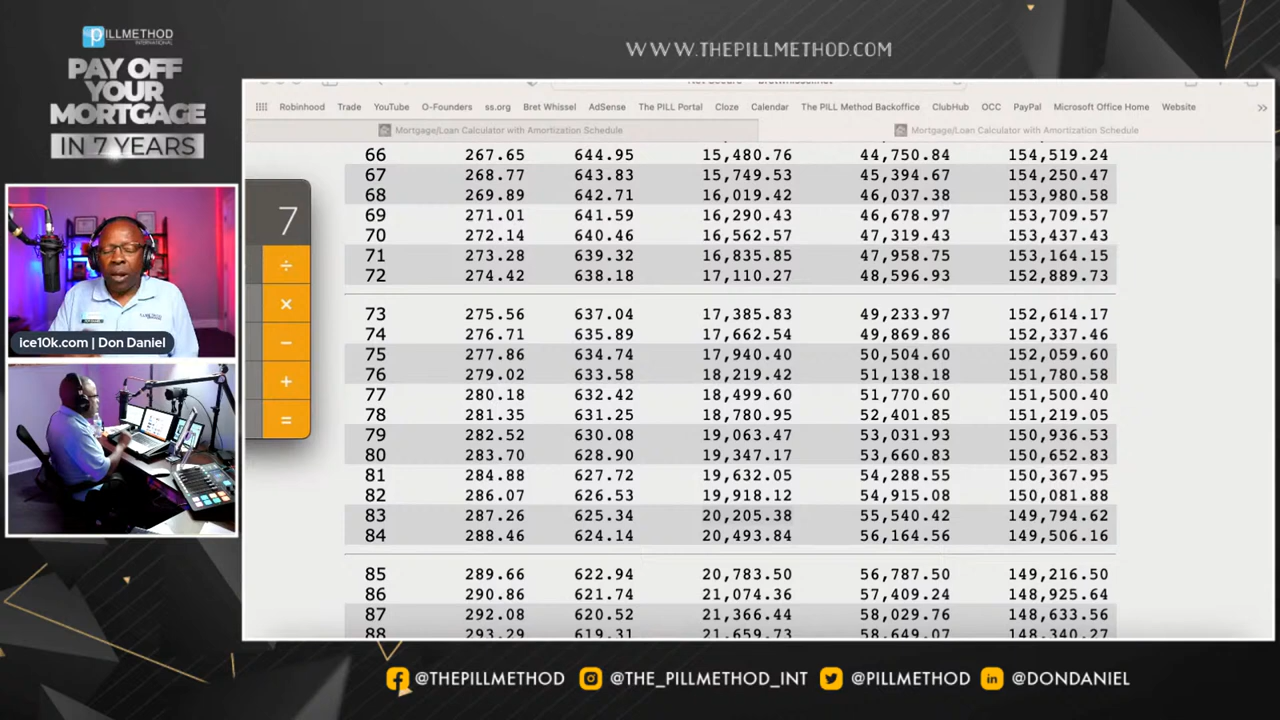 PILLMETHOD
INTERNATIONAL
PAY OFF
YOUR
MORTGAGE
IN 7 YEARS
WWW.THEPILLMETHOD.COM
Robinhood Trade YouTube O-Founders ss.org Bret Whissel AdSense The PILL Portal Cloze Calendar The PILL Method Backoffice ClubHub OCC PayPal Microsoft Office Home Website
Mortgage/Loan Calculator with Amortization Schedule Mortgage/Loan Calculator with Amortization Schedule
7
÷
×
−
+
=
66 267.65 644.95 15,480.76 44,750.84 154,519.24
67 268.77 643.83 15,749.53 45,394.67 154,250.47
68 269.89 642.71 16,019.42 46,037.38 153,980.58
69 271.01 641.59 16,290.43 46,678.97 153,709.57
70 272.14 640.46 16,562.57 47,319.43 153,437.43
71 273.28 639.32 16,835.85 47,958.75 153,164.15
72 274.42 638.18 17,110.27 48,596.93 152,889.73
73 275.56 637.04 17,385.83 49,233.97 152,614.17
74 276.71 635.89 17,662.54 49,869.86 152,337.46
75 277.86 634.74 17,940.40 50,504.60 152,059.60
76 279.02 633.58 18,219.42 51,138.18 151,780.58
77 280.18 632.42 18,499.60 51,770.60 151,500.40
78 281.35 631.25 18,780.95 52,401.85 151,219.05
79 282.52 630.08 19,063.47 53,031.93 150,936.53
80 283.70 628.90 19,347.17 53,660.83 150,652.83
81 284.88 627.72 19,632.05 54,288.55 150,367.95
82 286.07 626.53 19,918.12 54,915.08 150,081.88
83 287.26 625.34 20,205.38 55,540.42 149,794.62
84 288.46 624.14 20,493.84 56,164.56 149,506.16
85 289.66 622.94 20,783.50 56,787.50 149,216.50
86 290.86 621.74 21,074.36 57,409.24 148,925.64
87 292.08 620.52 21,366.44 58,029.76 148,633.56
88 293.29 619.31 21,659.73 58,649.07 148,340.27
ice10k.com | Don Daniel
@THEPILLMETHOD @THE_PILLMETHOD_INT @PILLMETHOD @DONDANIEL